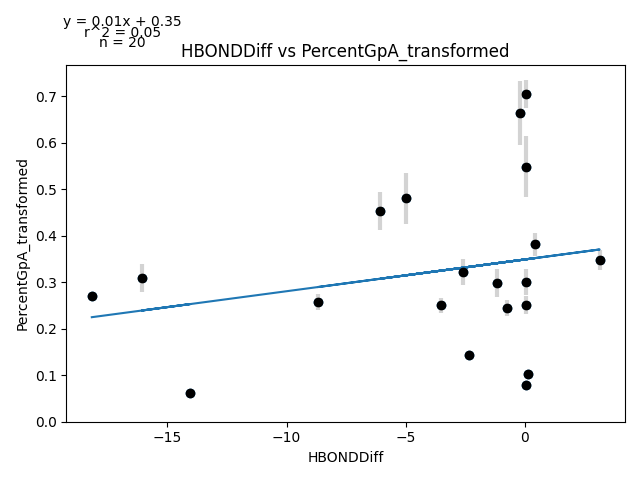 y = 0.01x + 0.35
r^2 = 0.05
n = 20
HBONDDiff vs PercentGpA_transformed
PercentGpA_transformed
0.7
0.6
0.5
0.4
0.3
0.2
0.1
0.0
−15
−10
−5
0
HBONDDiff